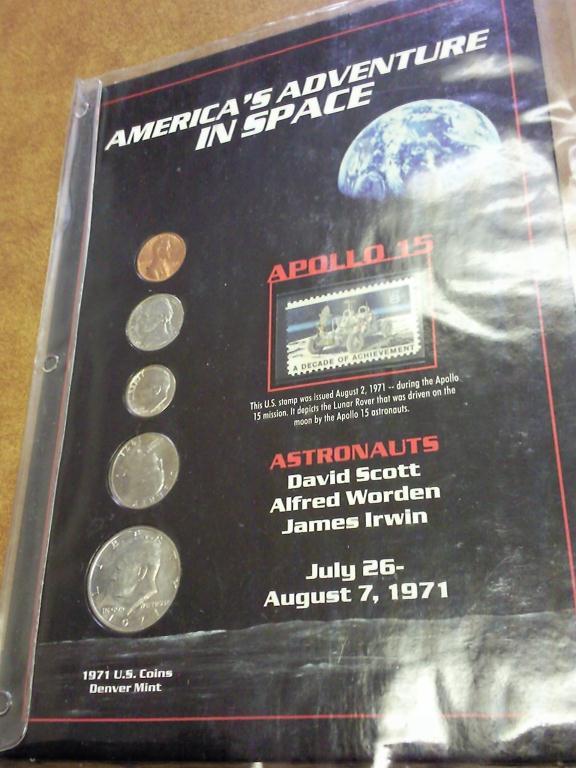 AMERICA'S ADVENTURE
IN SPACE
APOLLO 15
8
A DECADE OF ACHIEVEMENT
This U.S. stamp was issued August 2, 1971 -- during the Apollo
15 mission. It depicts the Lunar Rover that was driven on the
moon by the Apollo 15 astronauts.
ASTRONAUTS
David Scott
Alfred Worden
James Irwin
July 26-
August 7, 1971
1971 U.S. Coins
Denver Mint